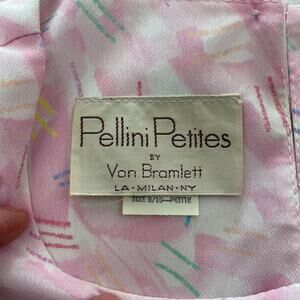 Pellini Petites
BY
Von Bramlett
LA • MILAN • NY
SIZE 9/10—PETITE